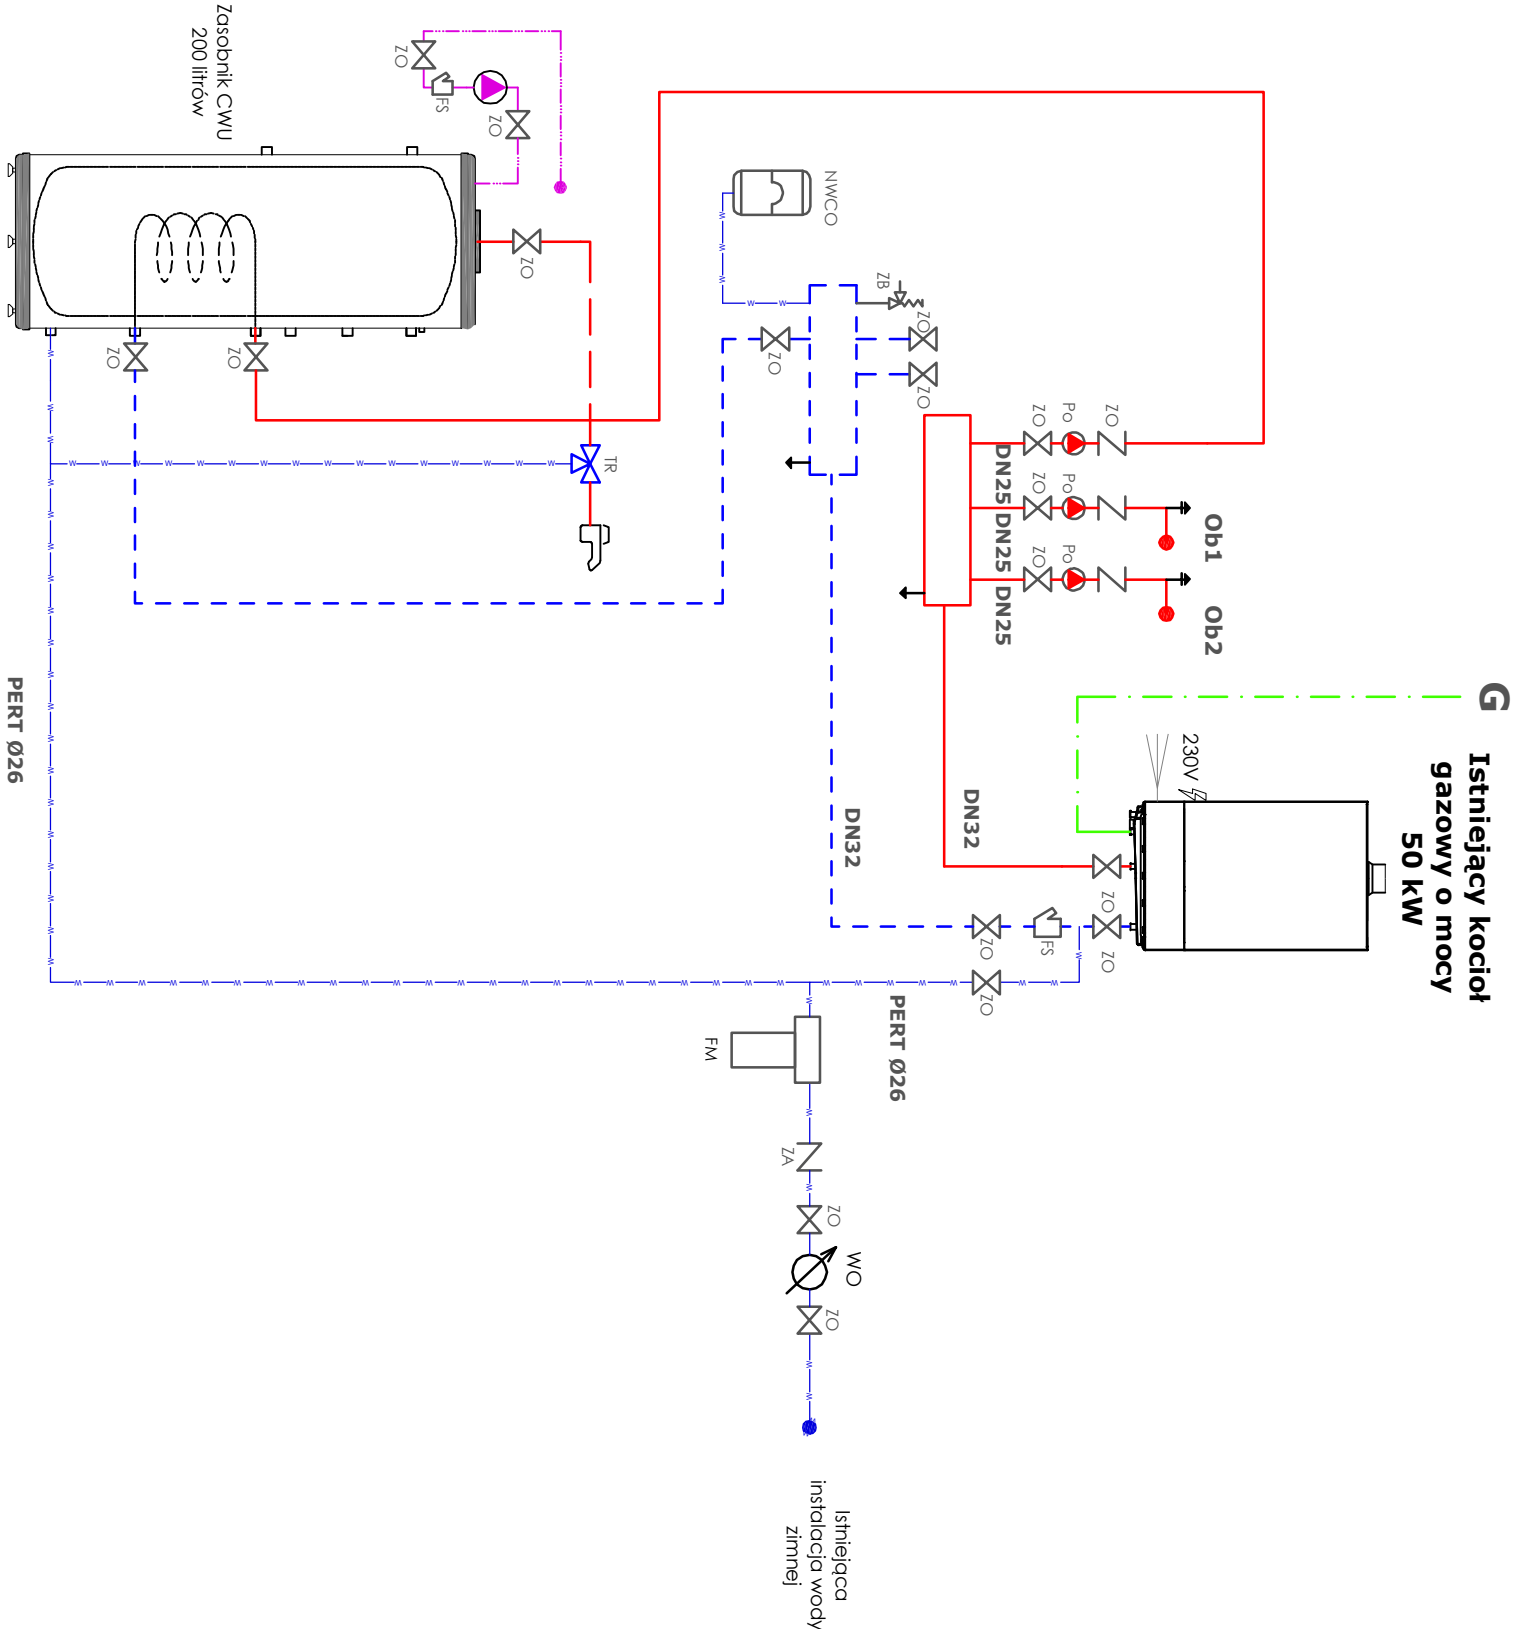 G
Istniejący kocioł
gazowy o mocy
50 kW
Ob1
Ob2
230V
ZO
ZO
ZO
Po
Po
Po
ZO
ZO
ZO
FS
DN25
DN25
DN25
ZO
ZO
DN32
ZO
ZO
PERT Ø26
ZB
DN32
WO
Istniejąca
instalacja wody
zimnej
NWCO
ZO
ZO
ZA
ZO
FM
TR
ZO
ZO
FS
ZO
ZO
Zasobnik CWU
200 litrów
ZO
PERT Ø26